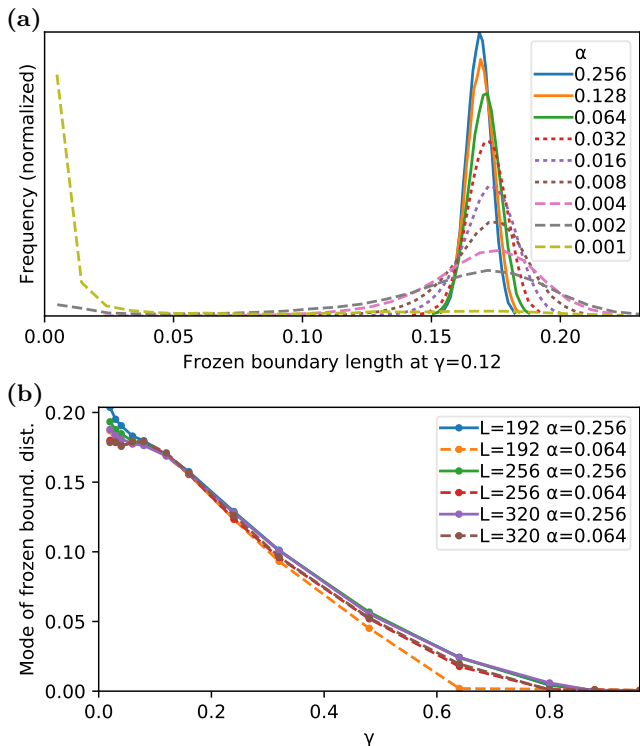 (a)
Frequency (normalized)
α
0.256
0.128
0.064
0.032
0.016
0.008
0.004
0.002
0.001
0.00 0.05 0.10 0.15 0.20
Frozen boundary length at γ=0.12
(b)
Mode of frozen bound. dist.
0.20
0.15
0.10
0.05
0.00
L=192 α=0.256
L=192 α=0.064
L=256 α=0.256
L=256 α=0.064
L=320 α=0.256
L=320 α=0.064
0.0 0.2 0.4 0.6 0.8
γ